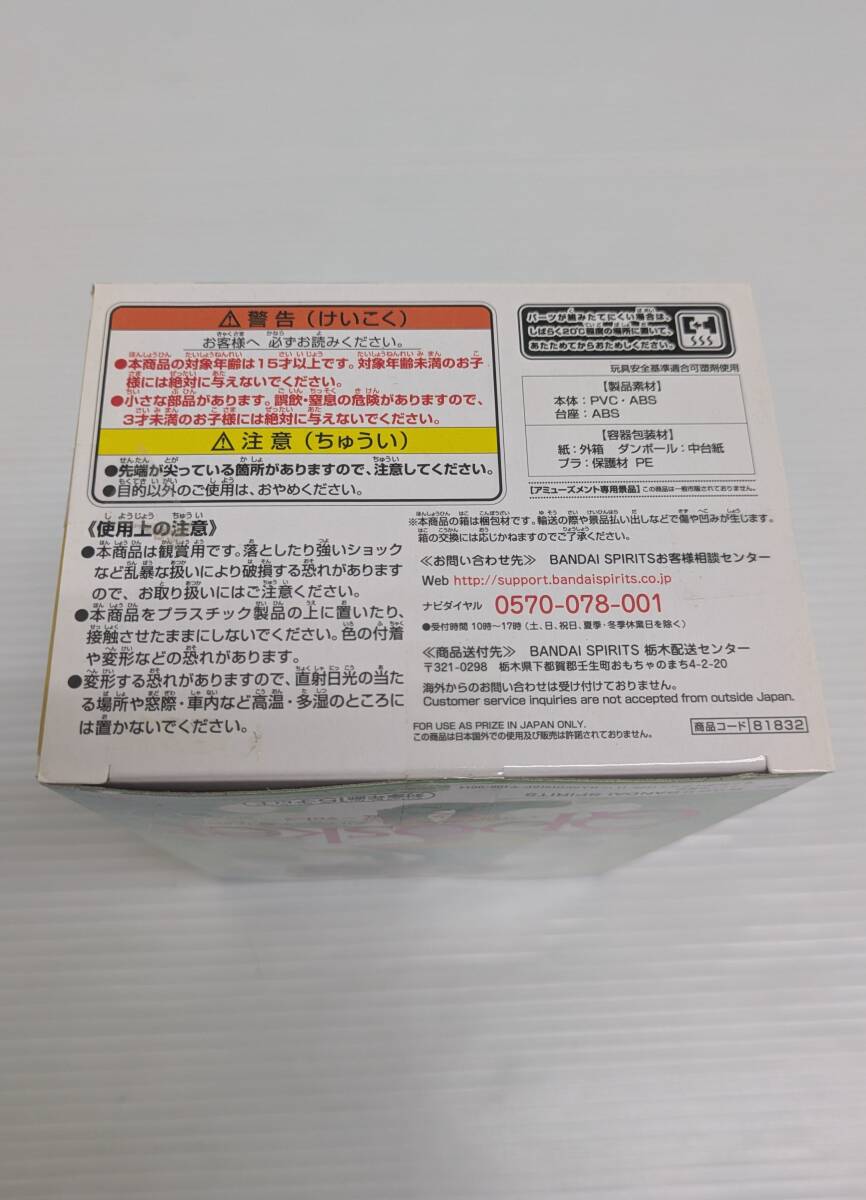 ⚠ 警告（けいこく）
お客様へ 必ずお読みください。
●本商品の対象年齢は15才以上です。対象年齢未満のお子
様には絶対に与えないでください。
●小さな部品があります。誤飲・窒息の危険がありますので、
3才未満のお子様には絶対に与えないでください。
⚠ 注意（ちゅうい）
●先端が尖っている箇所がありますので、注意してください。
●目的以外のご使用は、おやめください。
《使用上の注意》
●本商品は観賞用です。落としたり強いショック
など乱暴な扱いにより破損する恐れがあります
ので、お取り扱いにはご注意ください。
●本商品をプラスチック製品の上に置いたり、
接触させたままにしないでください。色の付着
や変形などの恐れがあります。
●変形する恐れがありますので、直射日光の当た
る場所や窓際・車内など高温・多湿のところに
は置かないでください。
パーツが組みたてにくい場合は、
しばらく20℃程度の場所に置いて、
あたためてからおためしください。
玩具安全基準適合可塑剤使用
【製品素材】
本体：PVC・ABS
台座：ABS
【容器包装材】
紙：外箱 ダンボール：中台紙
プラ：保護材 PE
【アミューズメント専用景品】この商品は一般市販されておりません。
※本商品の箱は梱包材です。輸送の際や景品払い出しなどで傷や凹みが生じます。
箱の交換には応じかねますのでご了承ください。
≪お問い合わせ先≫ BANDAI SPIRITSお客様相談センター
Web http://support.bandaispirits.co.jp
ナビダイヤル 0570-078-001
●受付時間 10時〜17時（土、日、祝日、夏季・冬季休業日を除く）
≪商品送付先≫ BANDAI SPIRITS 栃木配送センター
〒321-0298 栃木県下都賀郡壬生町おもちゃのまち4-2-20
海外からのお問い合わせは受け付けておりません。
Customer service inquiries are not accepted from outside Japan.
FOR USE AS PRIZE IN JAPAN ONLY.
この商品は日本国外での使用及び販売は許諾されておりません。
商品コード 81832
対象年齢15才以上
BANDAI SPIRITS